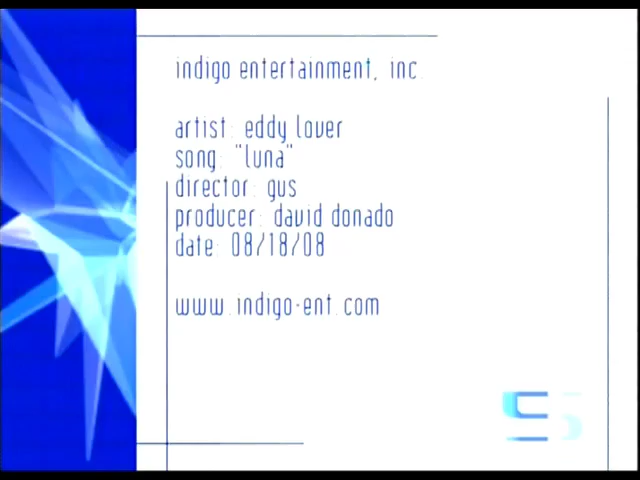 indigo entertainment, inc.
artist: eddy lover
song: "luna"
director: gus
producer: david donado
date: 08/18/08
www.indigo-ent.com